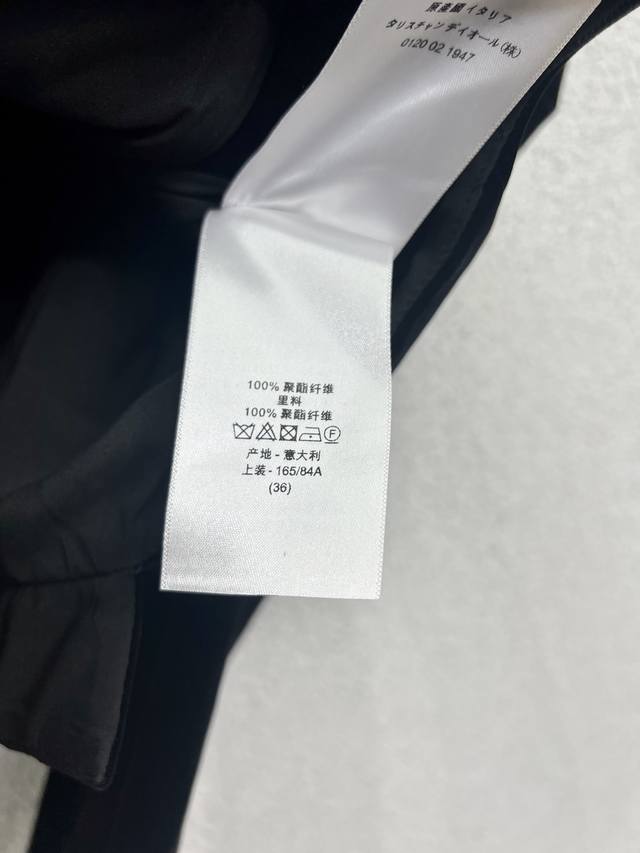 原産國イタリア
タリスチャンディオール(株)
0120 02 1947
100% 聚酯纤维
里料
100% 聚酯纤维
F
产地 - 意大利
上装 - 165/84A
(36)